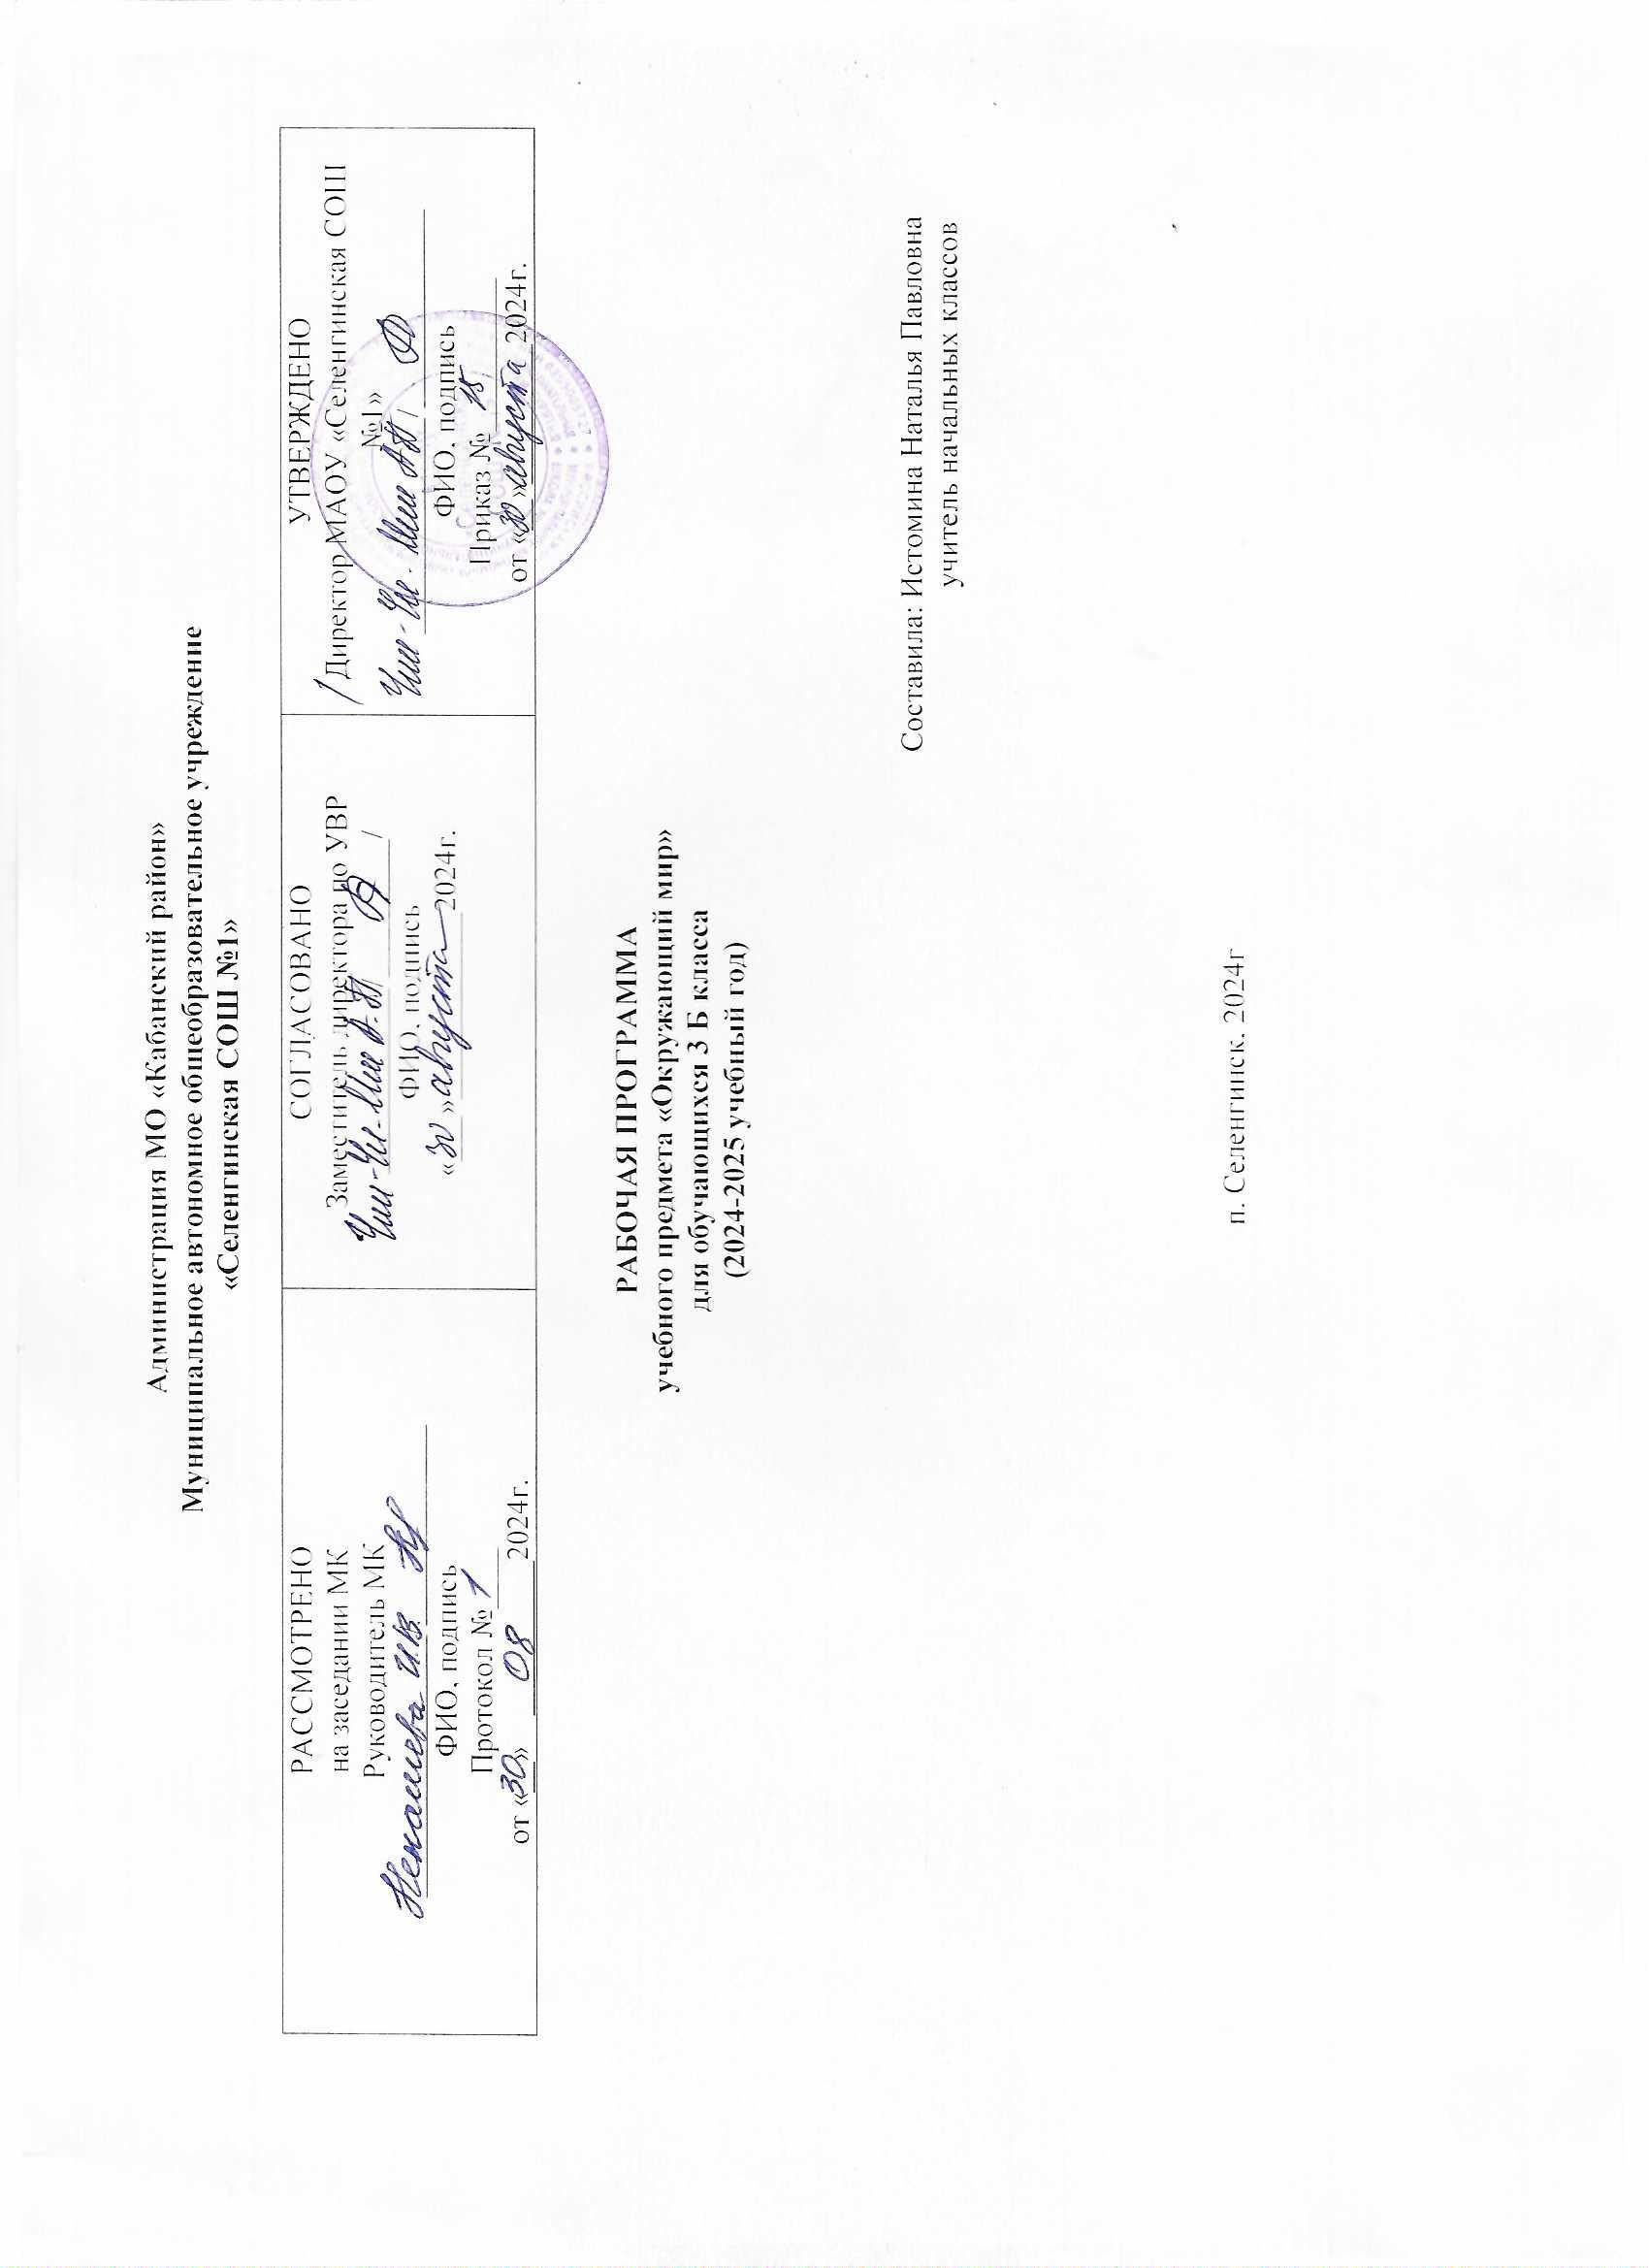 Администрация МО «Кабанский район»
Муниципальное автономное общеобразовательное учреждение
«Селенгинская СОШ №1»
РАССМОТРЕНО
на заседании МК
Руководитель МК
Ненашева И.В.
ФИО, подпись
Протокол № 1
от «30» 08 2024г.
СОГЛАСОВАНО
Заместитель директора по УВР
/
ФИО, подпись
«30» августа 2024г.
УТВЕРЖДЕНО
/ Директор МАОУ «Селенгинская СОШ
№1»
/
ФИО, подпись
Приказ № 15
от «30» августа 2024г.
РАБОЧАЯ ПРОГРАММА
учебного предмета «Окружающий мир»
для обучающихся 3 Б класса
(2024-2025 учебный год)
Составила: Истомина Наталья Павловна
учитель начальных классов
п. Селенгинск. 2024г